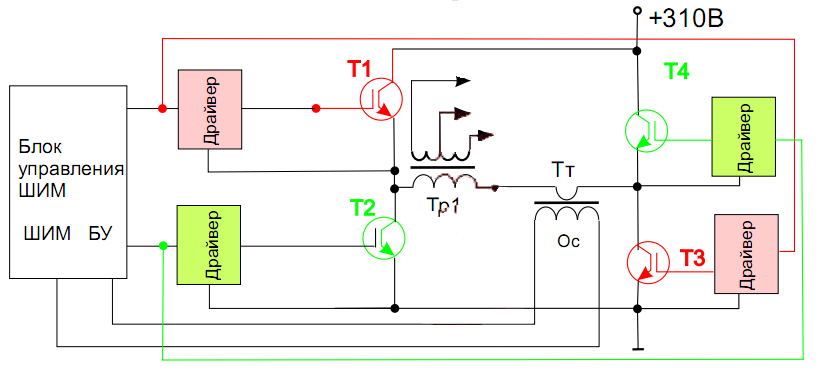 +310В
Т1
Т4
Драйвер
Драйвер
Блок
управления
ШИМ
Тт
Тр1
Т2
ШИМ БУ
Драйвер
Ос
Т3
Драйвер